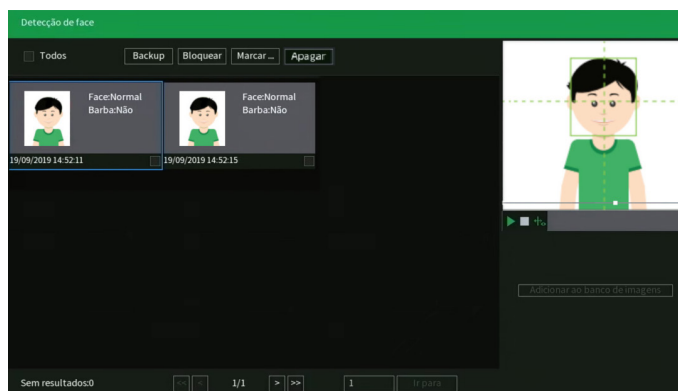 Detecção de face
Todos Backup Bloquear Marcar ... Apagar
Face:Normal
Barba:Não
19/09/2019 14:52:11
Face:Normal
Barba:Não
19/09/2019 14:52:15
Adicionar ao banco de imagens
Sem resultados:0 << < 1/1 > >> 1 Ir para